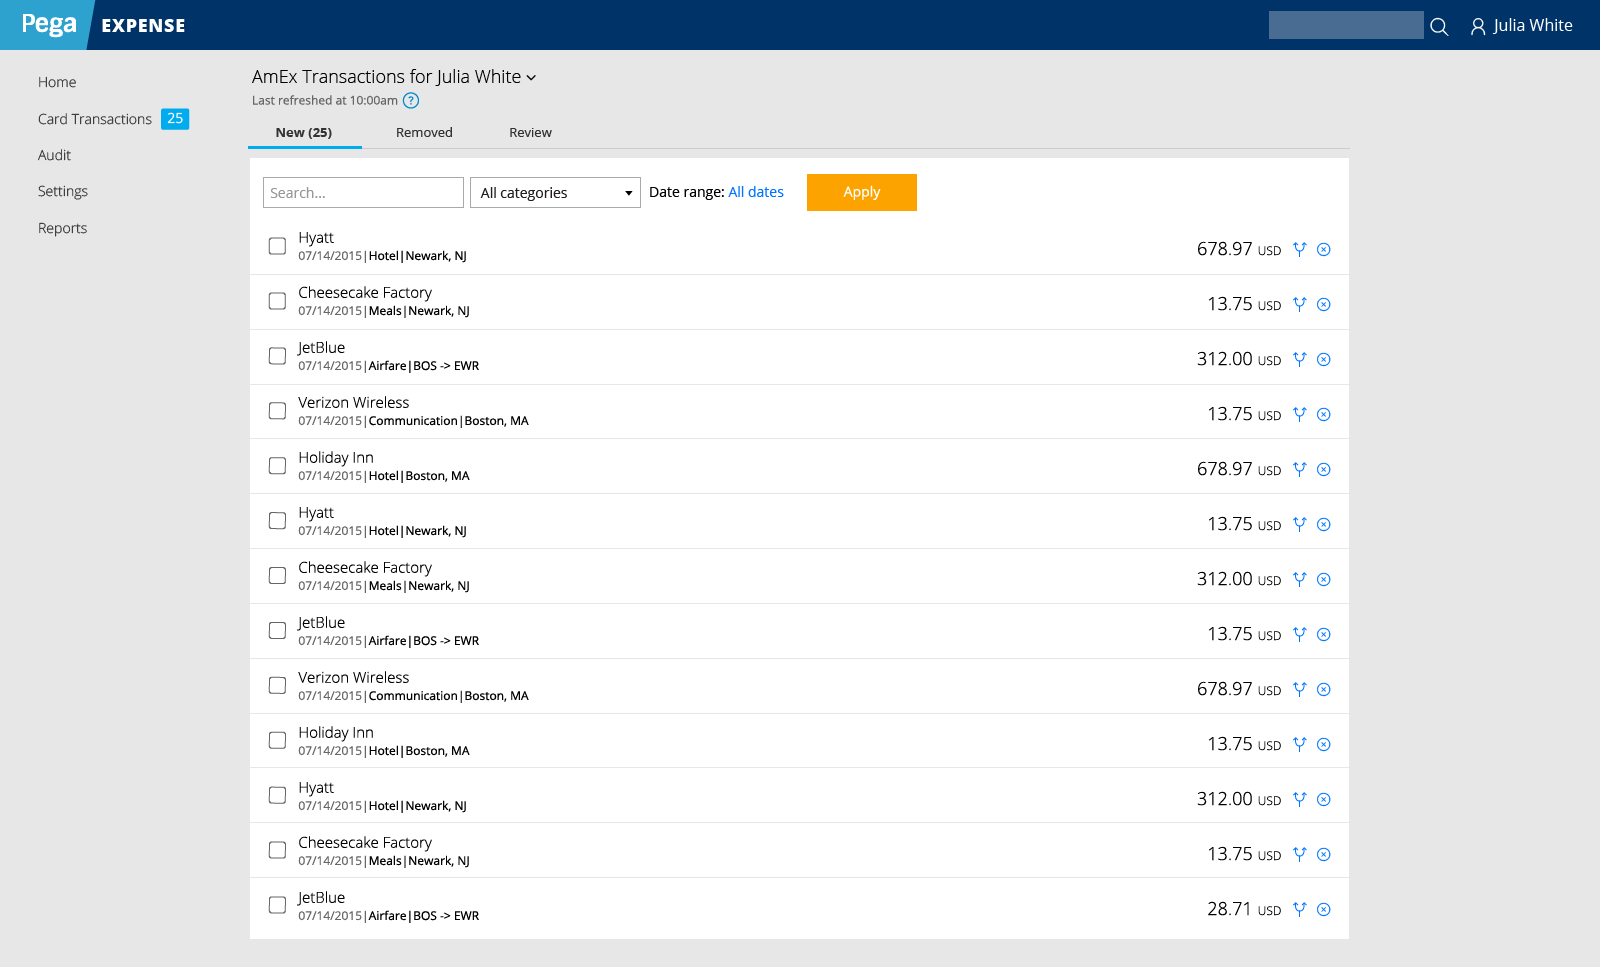 Pega EXPENSE Julia White
Home
Card Transactions 25
Audit
Settings
Reports
AmEx Transactions for Julia White
Last refreshed at 10:00am ?
New (25) Removed Review
Search... All categories Date range: All dates Apply
Hyatt
07/14/2015|Hotel|Newark, NJ
678.97 USD
Cheesecake Factory
07/14/2015|Meals|Newark, NJ
13.75 USD
JetBlue
07/14/2015|Airfare|BOS -> EWR
312.00 USD
Verizon Wireless
07/14/2015|Communication|Boston, MA
13.75 USD
Holiday Inn
07/14/2015|Hotel|Boston, MA
678.97 USD
Hyatt
07/14/2015|Hotel|Newark, NJ
13.75 USD
Cheesecake Factory
07/14/2015|Meals|Newark, NJ
312.00 USD
JetBlue
07/14/2015|Airfare|BOS -> EWR
13.75 USD
Verizon Wireless
07/14/2015|Communication|Boston, MA
678.97 USD
Holiday Inn
07/14/2015|Hotel|Boston, MA
13.75 USD
Hyatt
07/14/2015|Hotel|Newark, NJ
312.00 USD
Cheesecake Factory
07/14/2015|Meals|Newark, NJ
13.75 USD
JetBlue
07/14/2015|Airfare|BOS -> EWR
28.71 USD